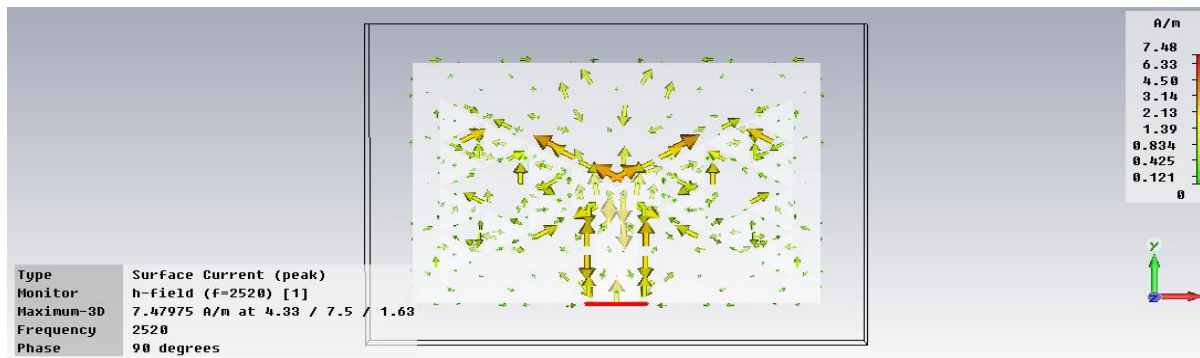 A/m
7.48
6.33
4.50
3.14
2.13
1.39
0.834
0.425
0.121
0
y
z
Type Surface Current (peak)
Monitor h-field (f=2520) [1]
Maximum-3D 7.47975 A/m at 4.33 / 7.5 / 1.63
Frequency 2520
Phase 90 degrees